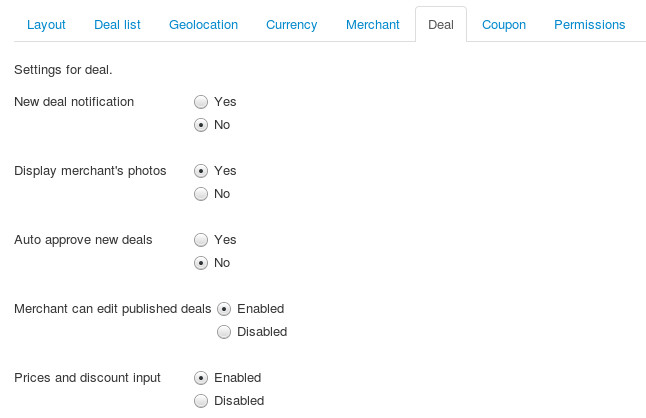 Layout Deal list Geolocation Currency Merchant Deal Coupon Permissions
Settings for deal.
New deal notification Yes
No
Display merchant's photos Yes
No
Auto approve new deals Yes
No
Merchant can edit published deals Enabled
Disabled
Prices and discount input Enabled
Disabled